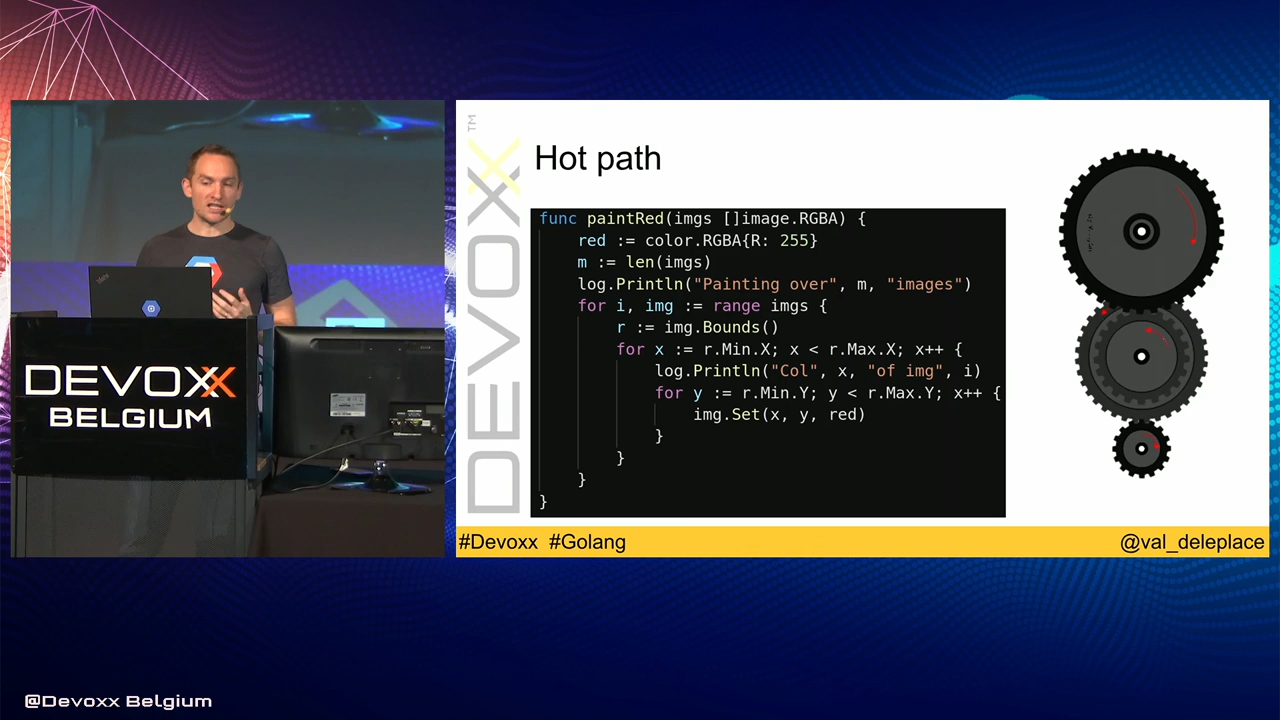 DEVOXX
BELGIUM
DEVOXX™
Hot path
func paintRed(imgs []image.RGBA) {
red := color.RGBA{R: 255}
m := len(imgs)
log.Println("Painting over", m, "images")
for i, img := range imgs {
r := img.Bounds()
for x := r.Min.X; x < r.Max.X; x++ {
log.Println("Col", x, "of img", i)
for y := r.Min.Y; y < r.Max.Y; x++ {
img.Set(x, y, red)
}
}
}
}
#Devoxx #Golang
@val_deleplace
@Devoxx Belgium